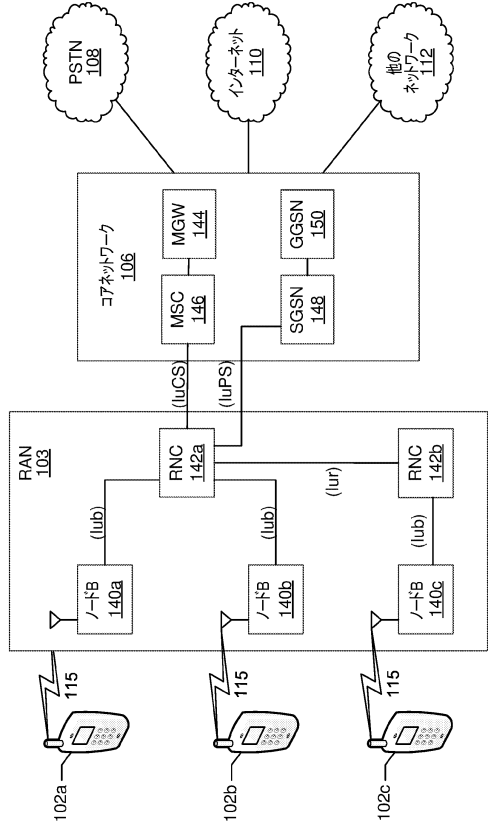 PSTN
108
インターネット
110
他の
ネットワーク
112
コアネットワーク
106
MGW
144
GGSN
150
MSC
146
SGSN
148
(IuCS)
(IuPS)
RAN
103
RNC
142a
RNC
142b
(Iur)
(Iub)
(Iub)
(Iub)
ノードB
140a
ノードB
140b
ノードB
140c
115
115
115
102a
102b
102c